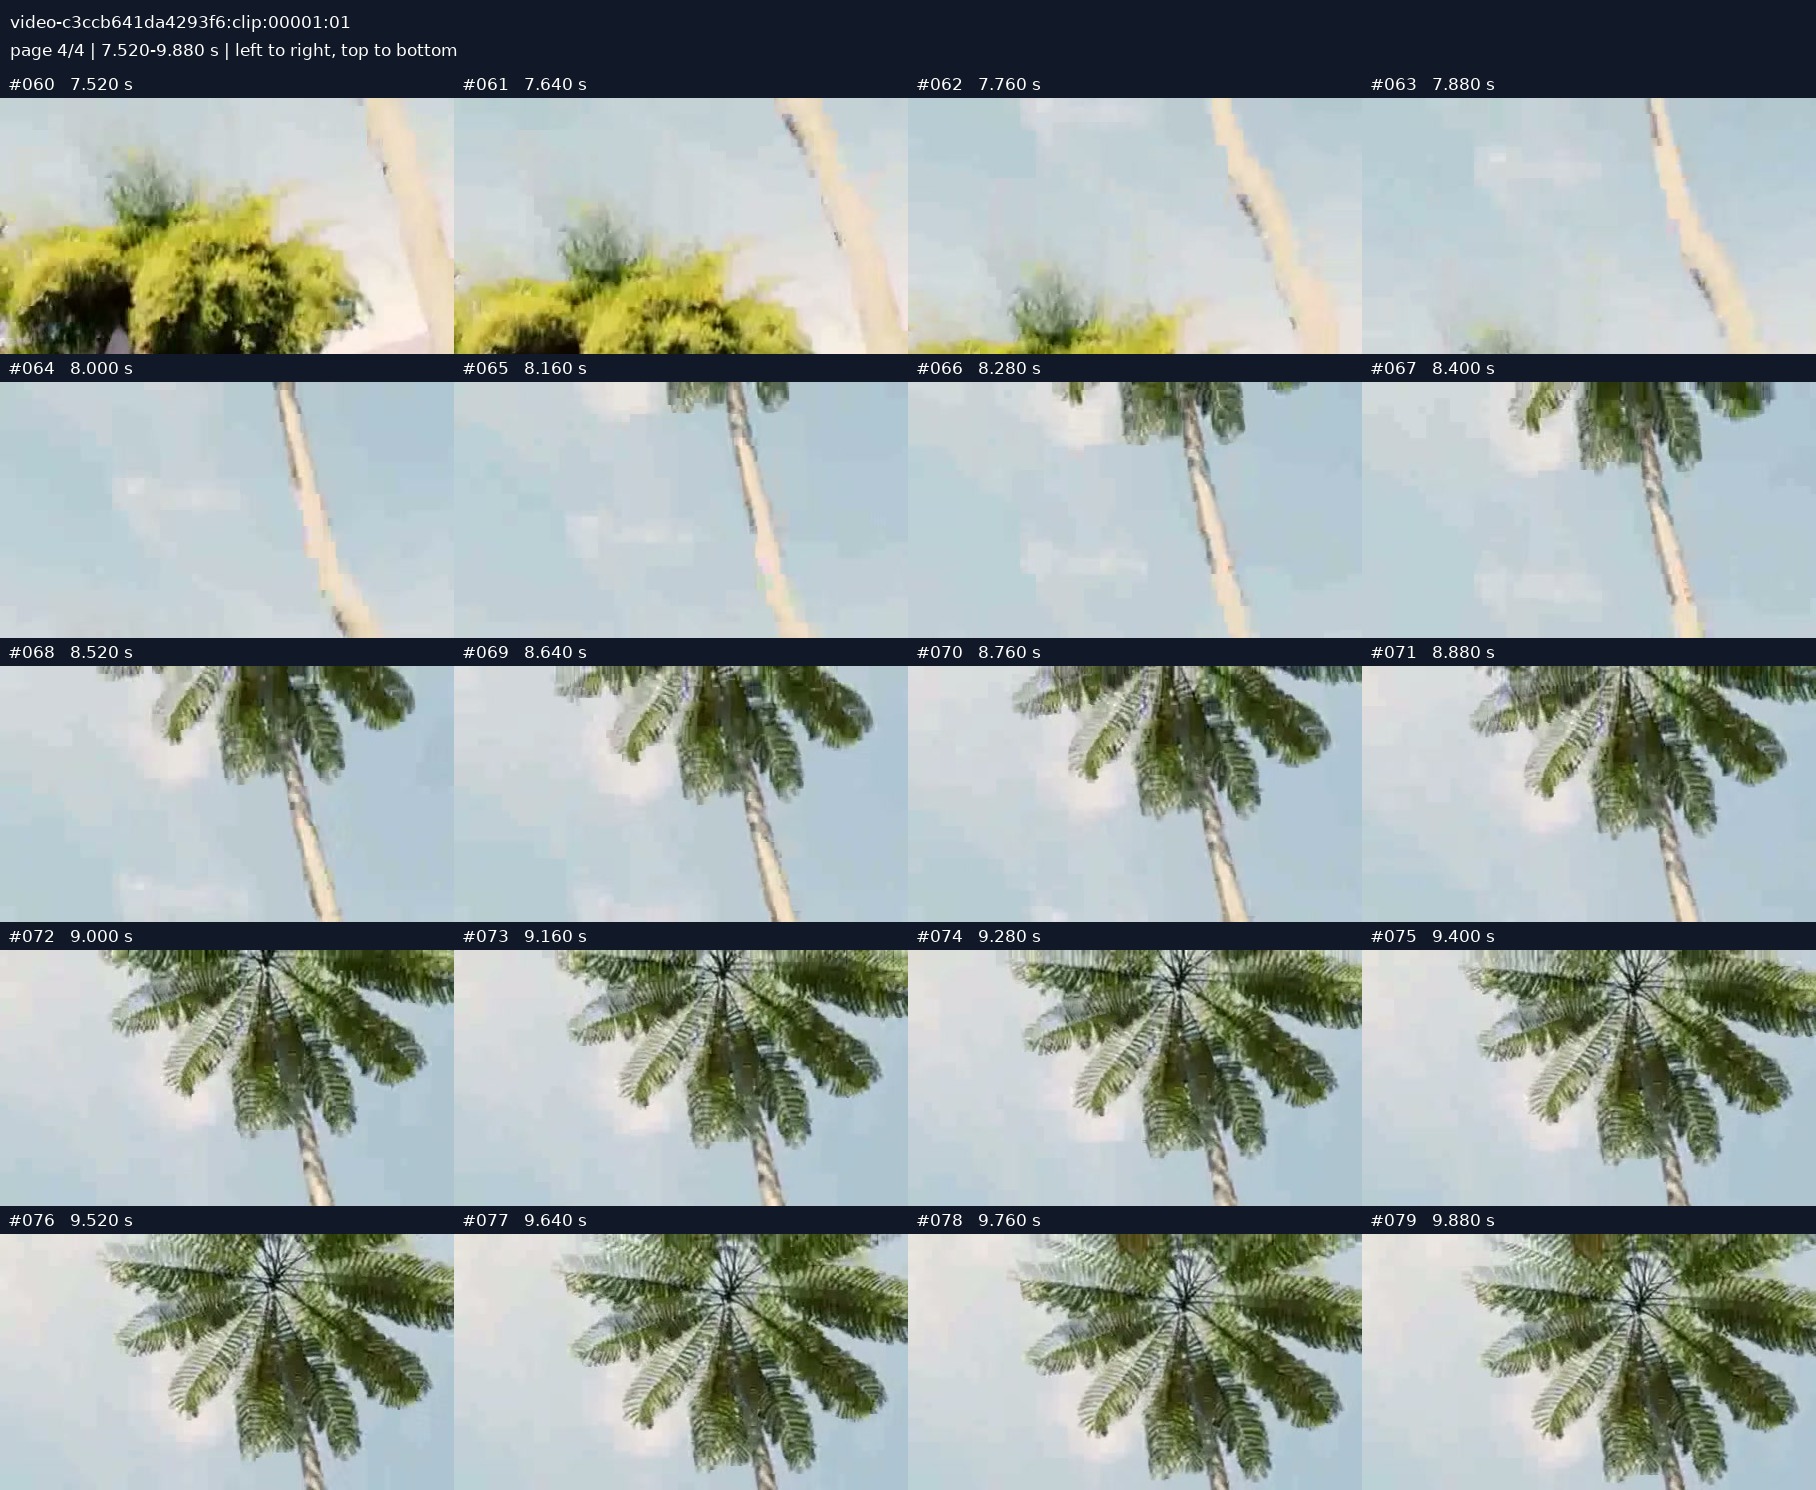 video-c3ccb641da4293f6:clip:00001:01
page 4/4 | 7.520-9.880 s | left to right, top to bottom
#060 7.520 s
#061 7.640 s
#062 7.760 s
#063 7.880 s
#064 8.000 s
#065 8.160 s
#066 8.280 s
#067 8.400 s
#068 8.520 s
#069 8.640 s
#070 8.760 s
#071 8.880 s
#072 9.000 s
#073 9.160 s
#074 9.280 s
#075 9.400 s
#076 9.520 s
#077 9.640 s
#078 9.760 s
#079 9.880 s